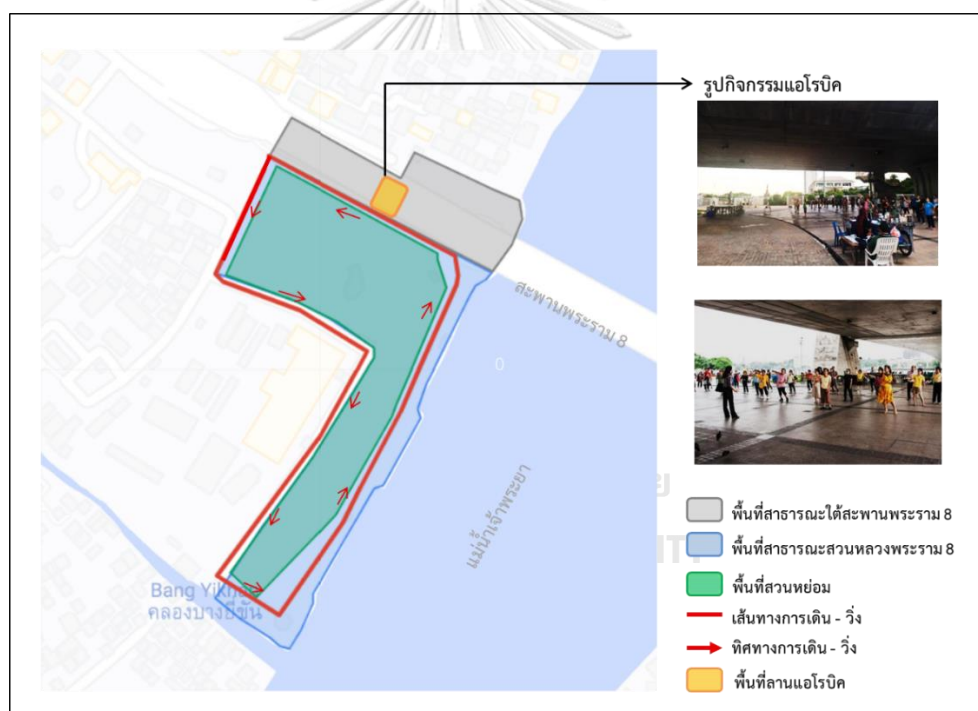 รูปกิจกรรมแอโรบิค
สะพานพระราม 8
0
แม่น้ำเจ้าพระยา
คลองบางยี่ขัน
พื้นที่สาธารณะใต้สะพานพระราม 8
พื้นที่สาธารณะสวนหลวงพระราม 8
พื้นที่สวนหย่อม
เส้นทางการเดิน - วิ่ง
ทิศทางการเดิน - วิ่ง
พื้นที่ลานแอโรบิค